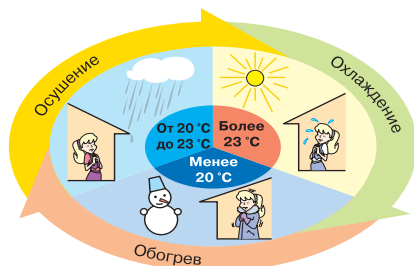 Осушение
Охлаждение
От 20 °C
до 23 °C
Более
23 °C
Менее
20 °C
Обогрев